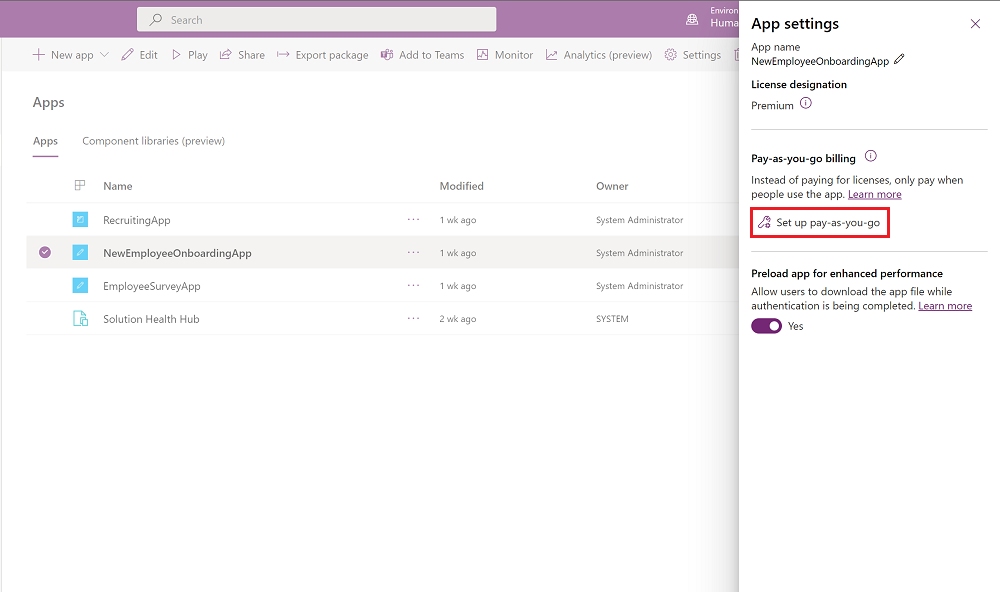 Search
Environ
Huma
New app
Edit
Play
Share
Export package
Add to Teams
Monitor
Analytics (preview)
Settings
Apps
Apps
Component libraries (preview)
Name
Modified
Owner
RecruitingApp
1 wk ago
System Administrator
NewEmployeeOnboardingApp
1 wk ago
System Administrator
EmployeeSurveyApp
1 wk ago
System Administrator
Solution Health Hub
2 wk ago
SYSTEM
App settings
App name
NewEmployeeOnboardingApp
License designation
Premium
Pay-as-you-go billing
Instead of paying for licenses, only pay when
people use the app. Learn more
Set up pay-as-you-go
Preload app for enhanced performance
Allow users to download the app file while
authentication is being completed. Learn more
Yes